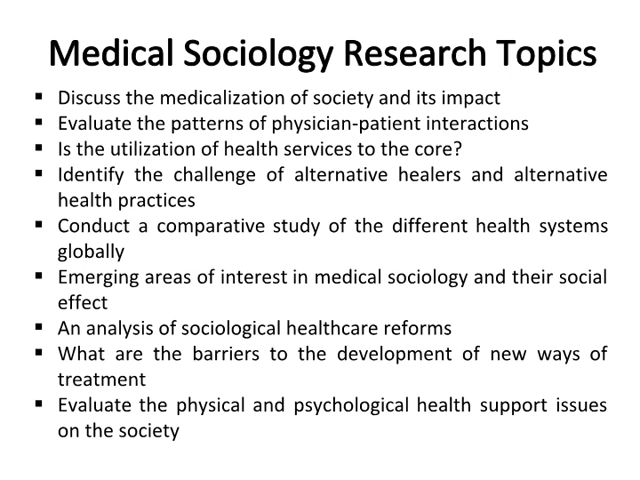 Medical Sociology Research Topics
▪ Discuss the medicalization of society and its impact
▪ Evaluate the patterns of physician-patient interactions
▪ Is the utilization of health services to the core?
▪ Identify the challenge of alternative healers and alternative
health practices
▪ Conduct a comparative study of the different health systems
globally
▪ Emerging areas of interest in medical sociology and their social
effect
▪ An analysis of sociological healthcare reforms
▪ What are the barriers to the development of new ways of
treatment
▪ Evaluate the physical and psychological health support issues
on the society